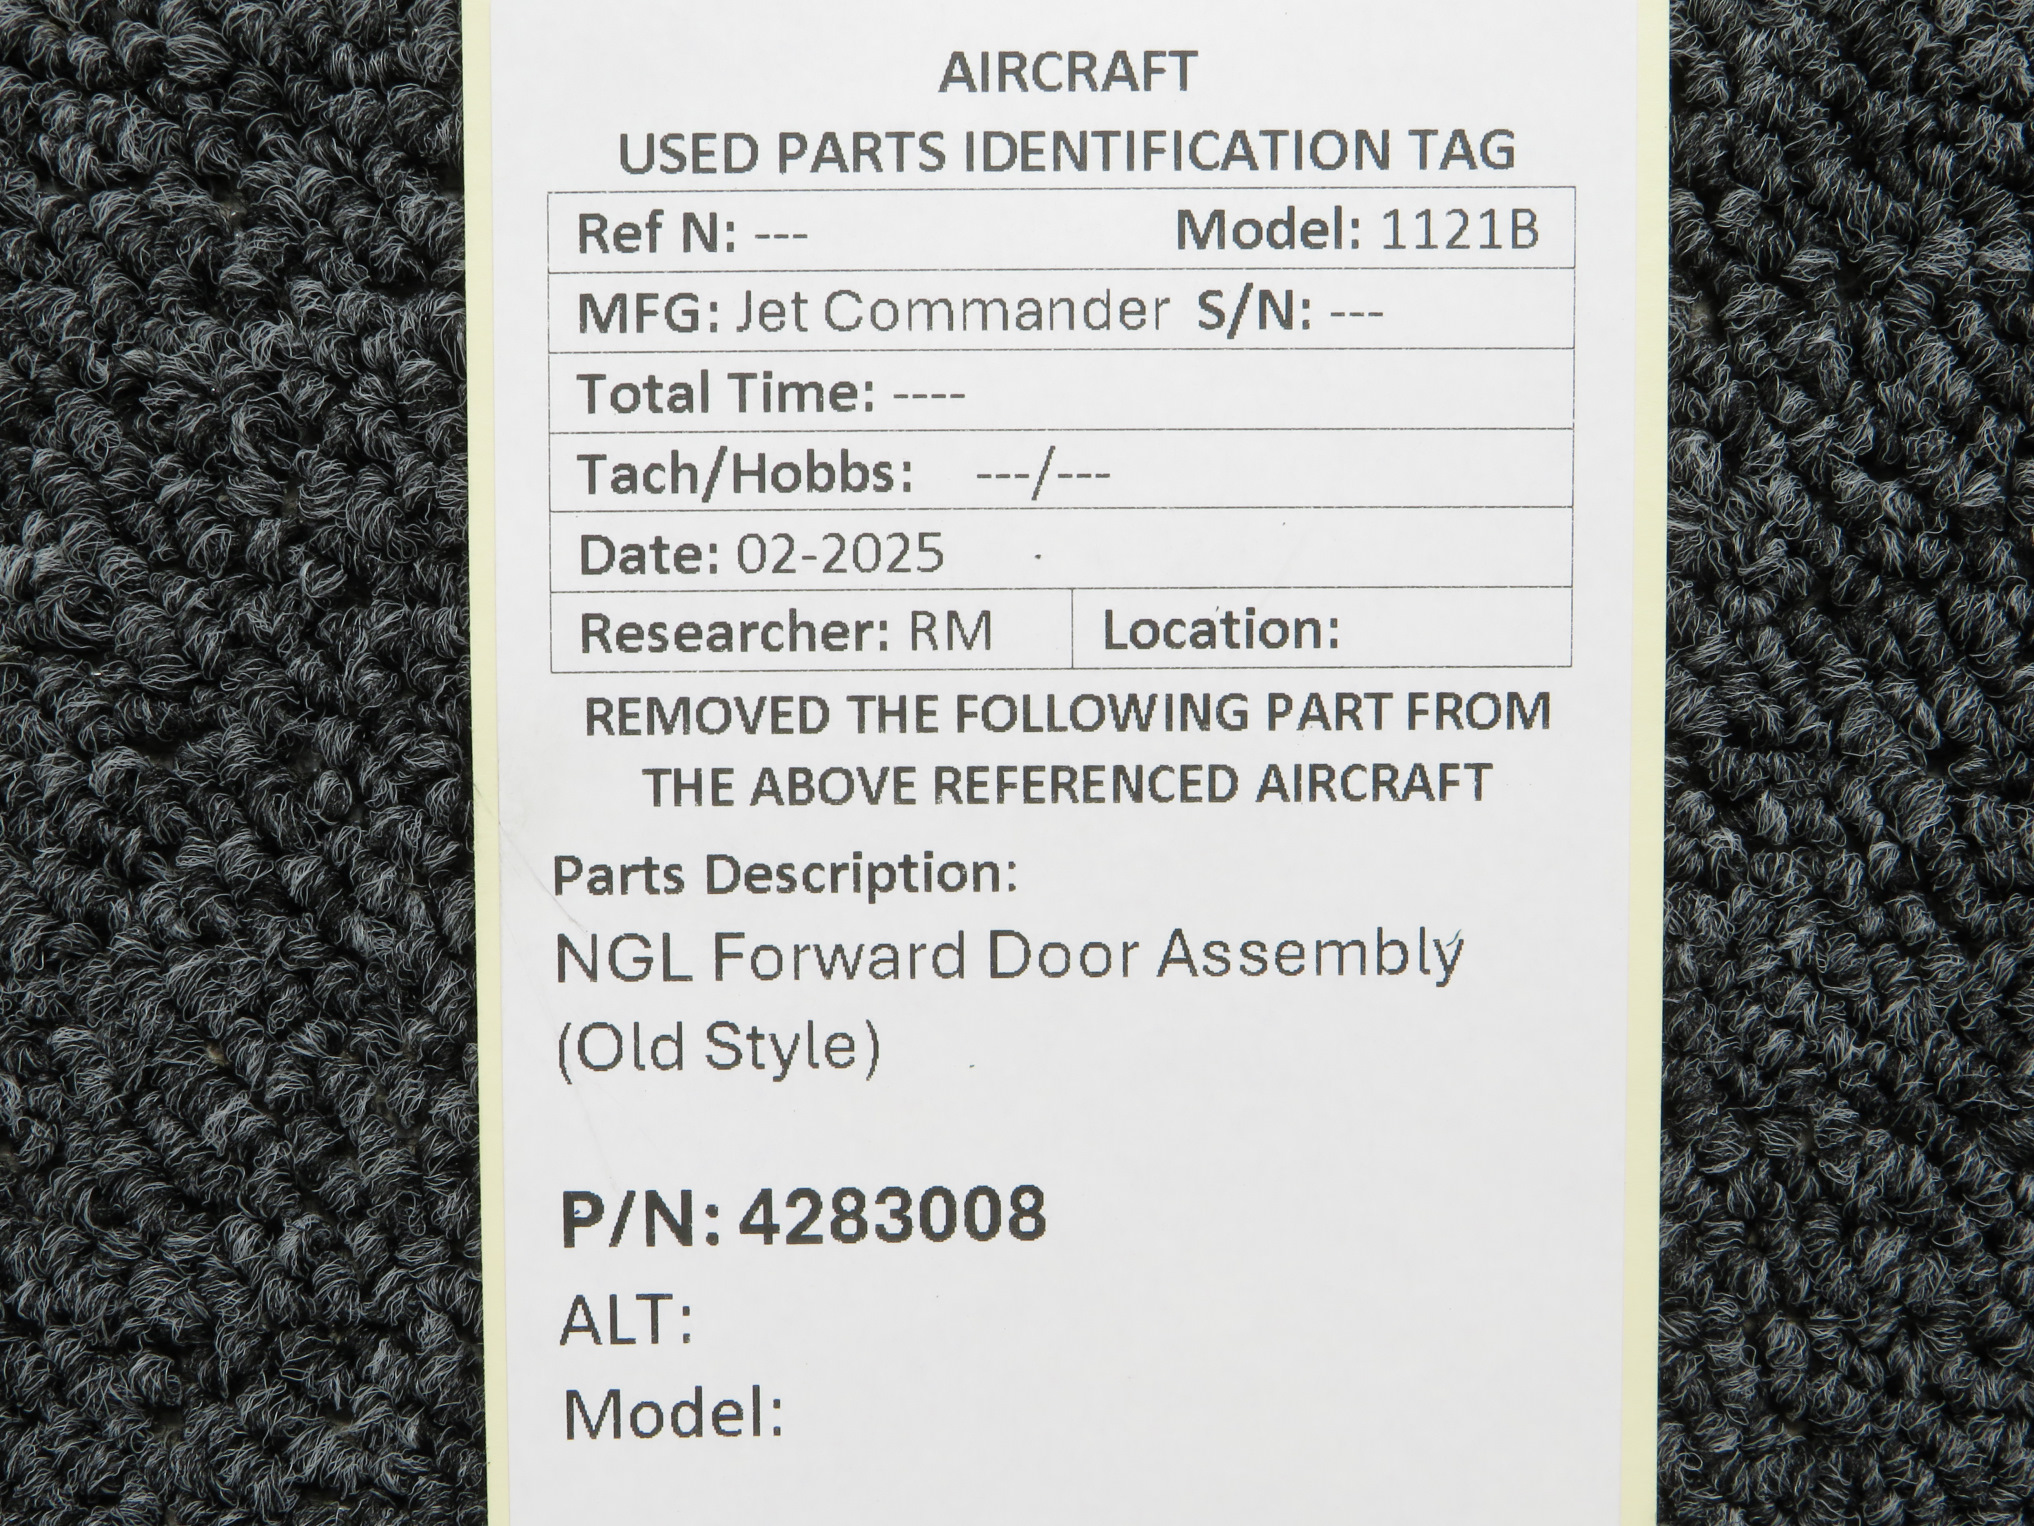 AIRCRAFT
USED PARTS IDENTIFICATION TAG
Ref N: --- Model: 1121B
MFG: Jet Commander S/N: ---
Total Time: ----
Tach/Hobbs: ---/---
Date: 02-2025
Researcher: RM Location:
REMOVED THE FOLLOWING PART FROM
THE ABOVE REFERENCED AIRCRAFT
Parts Description:
NGL Forward Door Assembly
(Old Style)
P/N: 4283008
ALT:
Model: